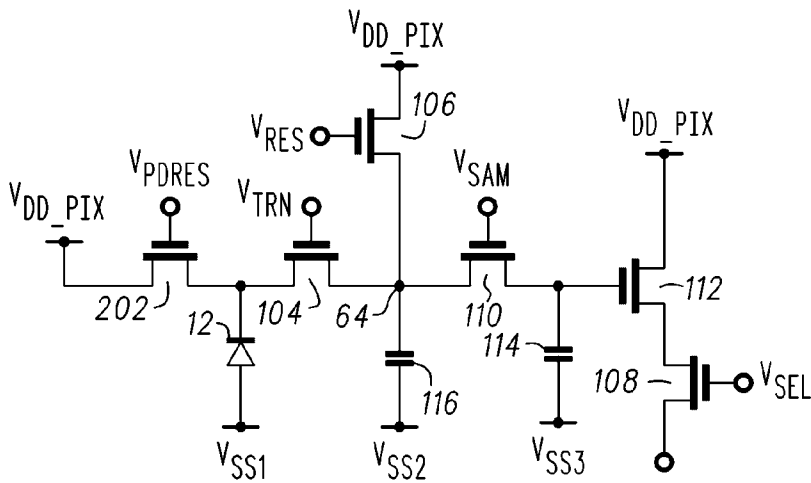 VDD_PIX
VRES
106
VDD_PIX
VPDRES
VTRN
VSAM
VDD_PIX
202
12
104
64
110
112
114
116
108
VSEL
VSS1
VSS2
VSS3